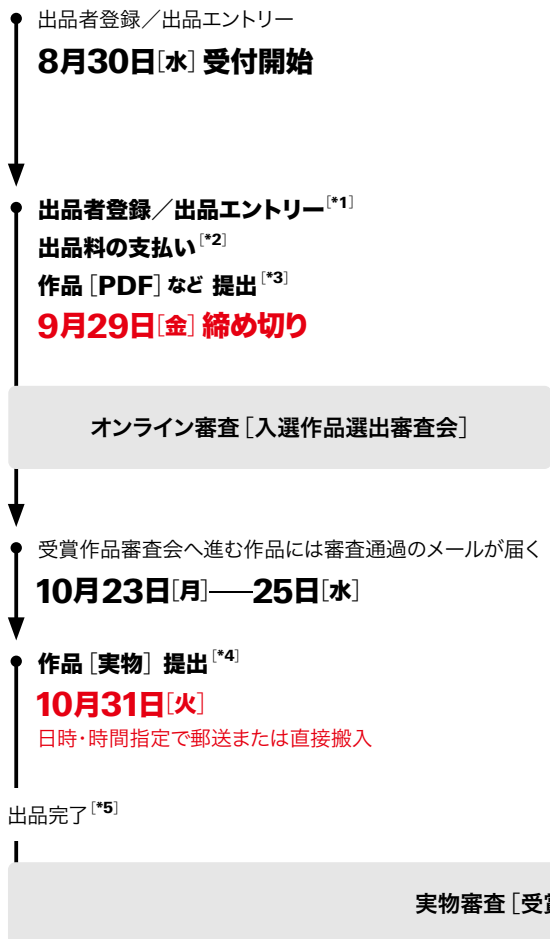 出品者登録／出品エントリー
8月30日[水] 受付開始
出品者登録／出品エントリー[*1]
出品料の支払い[*2]
作品［PDF］など 提出[*3]
9月29日[金] 締め切り
オンライン審査［入選作品選出審査会］
受賞作品審査会へ進む作品には審査通過のメールが届く
10月23日[月]——25日[水]
作品［実物］提出[*4]
10月31日[火]
日時・時間指定で郵送または直接搬入
出品完了[*5]
実物審査［受